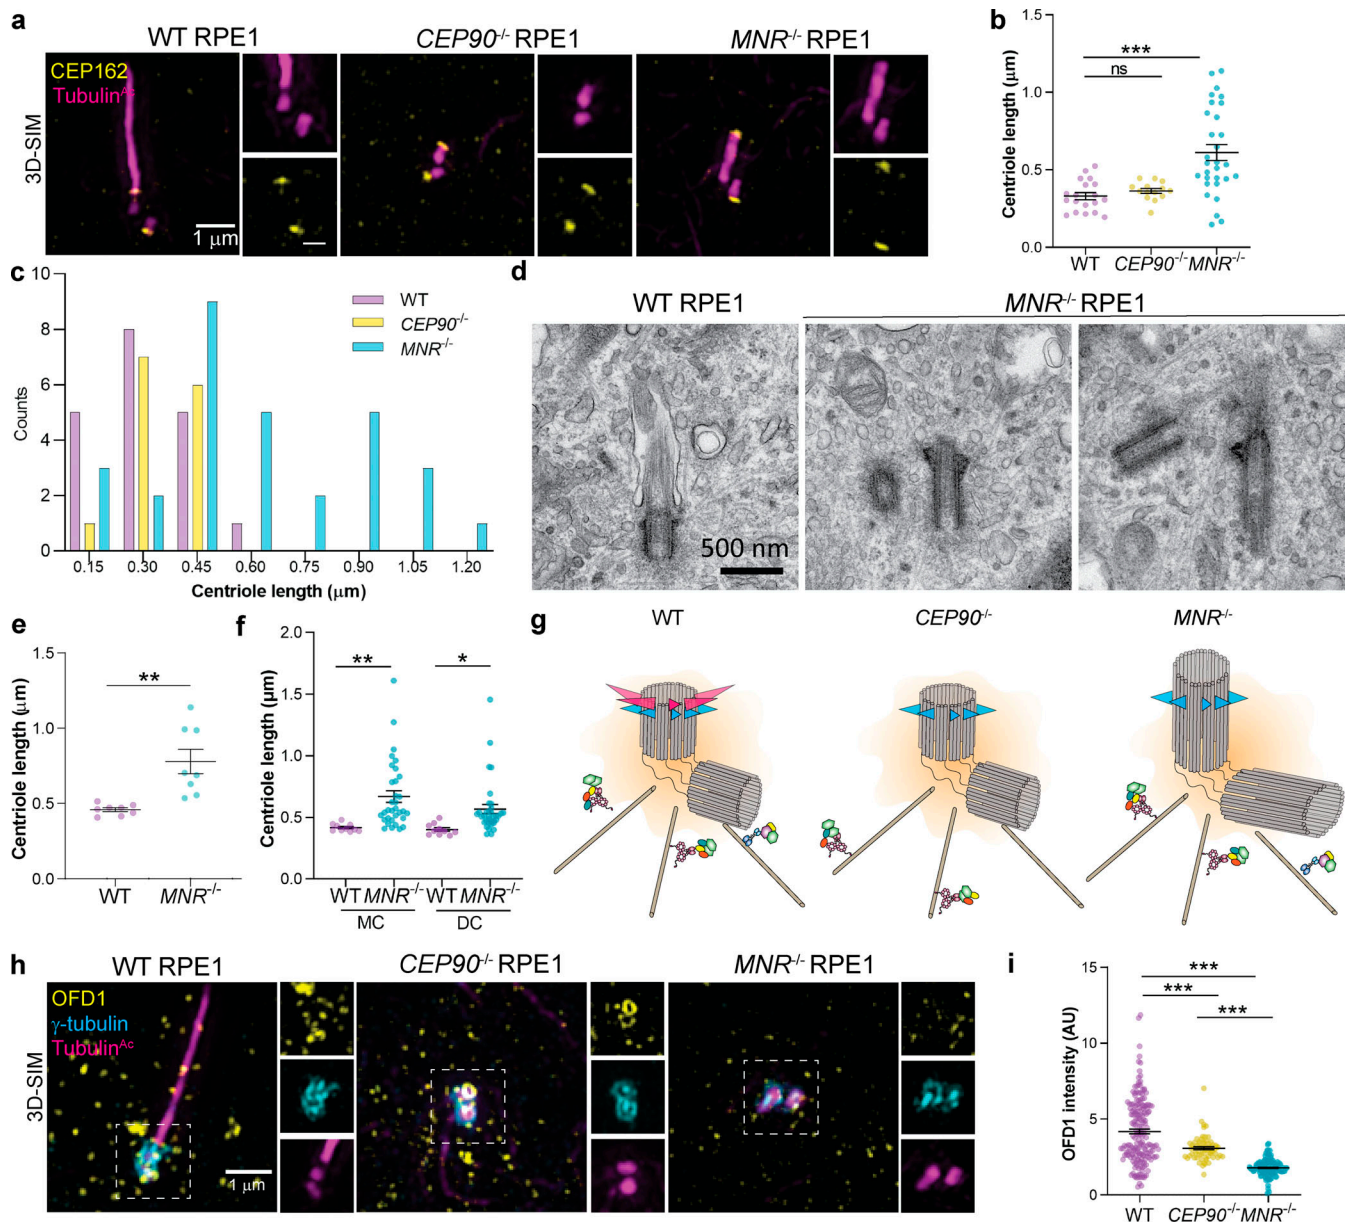 a
WT RPE1
CEP90-/- RPE1
MNR-/- RPE1
CEP162
TubulinAc
3D-SIM
1 μm
b
Centriole length (μm)
1.5
1.0
0.5
0.0
***
ns
WT CEP90-/- MNR-/-
c
Counts
10
8
6
4
2
0
WT
CEP90-/-
MNR-/-
0.15 0.30 0.45 0.60 0.75 0.90 1.05 1.20
Centriole length (μm)
d
WT RPE1
MNR-/- RPE1
500 nm
e
Centriole length (μm)
1.5
1.0
0.5
0.0
**
WT MNR-/-
f
Centriole length (μm)
2.0
1.5
1.0
0.5
0.0
**
*
WT MNR-/- WT MNR-/-
MC DC
g
WT
CEP90-/-
MNR-/-
h
WT RPE1
CEP90-/- RPE1
MNR-/- RPE1
OFD1
γ-tubulin
TubulinAc
3D-SIM
1 μm
i
OFD1 intensity (AU)
15
10
5
0
***
***
***
WT CEP90-/- MNR-/-